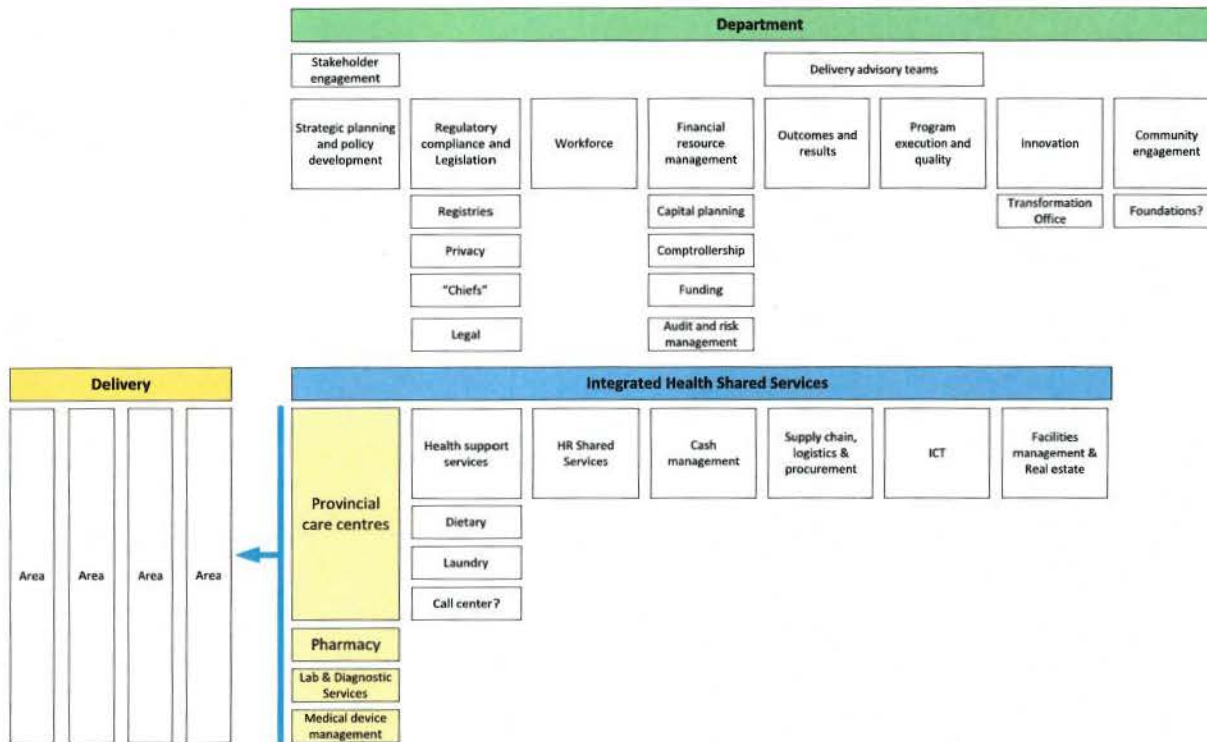 Department
Stakeholder
engagement
Delivery advisory teams
Strategic planning
and policy
development
Regulatory
compliance and
Legislation
Workforce
Financial
resource
management
Outcomes and
results
Program
execution and
quality
Innovation
Community
engagement
Registries
Capital planning
Transformation
Office
Foundations?
Privacy
Comptrollership
"Chiefs"
Funding
Legal
Audit and risk
management
Delivery
Integrated Health Shared Services
Area
Area
Area
Area
Provincial
care centres
Health support
services
HR Shared
Services
Cash
management
Supply chain,
logistics &
procurement
ICT
Facilities
management &
Real estate
Dietary
Laundry
Call center?
Pharmacy
Lab & Diagnostic
Services
Medical device
management